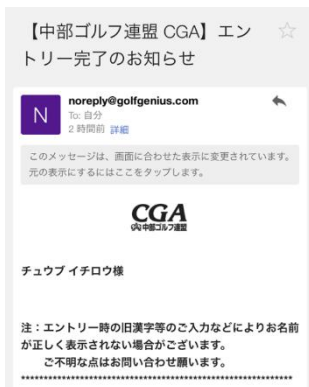 【中部ゴルフ連盟 CGA】エン
トリー完了のお知らせ
N
noreply@golfgenius.com
To: 自分
2 時間前 詳細
このメッセージは、画面に合わせた表示に変更されています。
元の表示にするにはここをタップします。
CGA
中部ゴルフ連盟
チュウブ イチロウ様
注：エントリー時の旧漢字等のご入力などによりお名前
が正しく表示されない場合がございます。
ご不明な点はお問い合わせ願います。
************************************************************